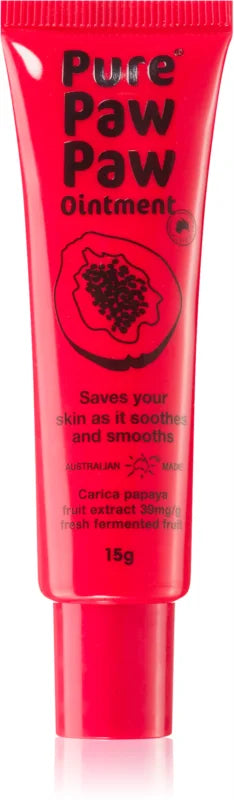 Pure
Paw
Paw
Ointment
Saves your
skin as it soothes
and smooths
AUSTRALIAN MADE
Carica papaya
fruit extract 39mg/g
fresh fermented fruit
15g